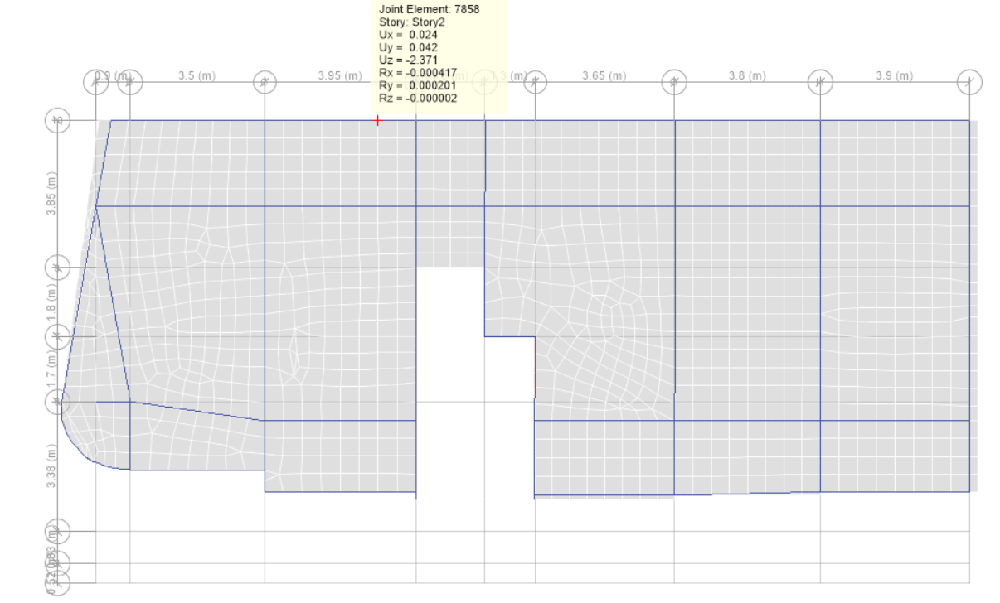 Joint Element: 7858
Story: Story2
Ux = 0.024
Uy = 0.042
Uz = -2.371
Rx = -0.000417
Ry = 0.000201
Rz = -0.000002
0.9 (m)
3.5 (m)
3.95 (m)
3.65 (m)
3.8 (m)
3.9 (m)
3.85 (m)
1.8 (m)
1.7 (m)
3.38 (m)